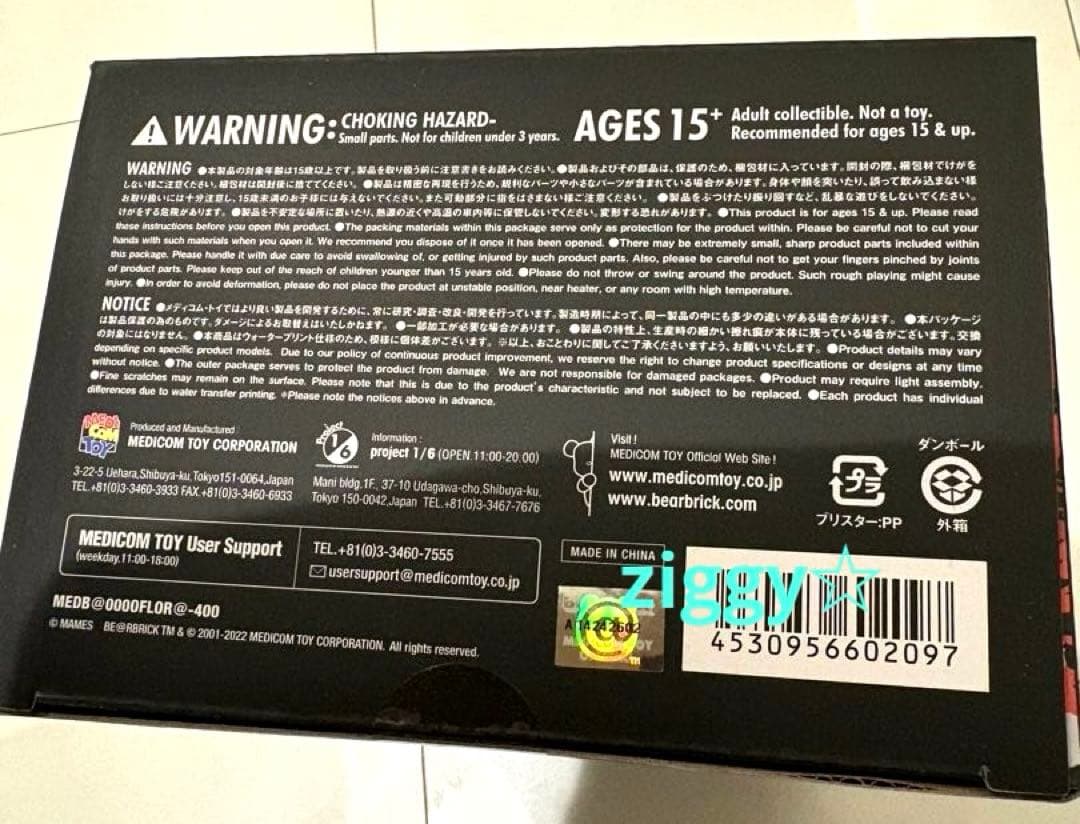 WARNING: CHOKING HAZARD-
Small parts. Not for children under 3 years.
AGES 15+ Adult collectible. Not a toy.
Recommended for ages 15 & up.
WARNING ●本製品の対象年齢は15歳以上です。製品を取り扱う前に注意書きをお読みください。●製品およびその部品は、保護のため、梱包材に入っています。開封の際、梱包材でけがを
しない様ご注意ください。梱包材は開封後に捨ててください。 ●製品は精密な再現を行うため、鋭利なパーツや小さなパーツが含まれている場合があります。身体や顔を突いたり、誤って飲み込まない様
お取り扱いには十分注意し、15歳未満のお子様には与えないでください。また可動部分に指をはさまない様ご注意ください。 ●製品をぶつけたり振り回すなど、乱暴な遊びをしないでください。
けがをする危険があります。 ●製品を不安定な場所に置いたり、熱源の近くや高温の車内等に保管しないでください。変形する恐れがあります。 ●This product is for ages 15 & up. Please read
these instructions before you open this product. ●The packing materials within this package serve only as protection for the product within. Please be careful not to cut your
hands with such materials when you open it. We recommend you dispose of it once it has been opened. ●There may be extremely small, sharp product parts included within
this package. Please handle it with due care to avoid swallowing of, or getting injured by such product parts. Also, please be careful not to get your fingers pinched by joints
of product parts. Please keep out of the reach of children younger than 15 years old. ●Please do not throw or swing around the product. Such rough playing might cause
injury. ●In order to avoid deformation, please do not place the product at unstable position, near heater, or any room with high temperature.
NOTICE ●メディコム・トイではより良い製品を開発するために、常に研究・調査・改良・開発を行っています。製造時期によって、同一製品の中にも多少の違いがある場合があります。 ●本パッケージ
は製品保護の為のものです。ダメージによるお取替えはいたしかねます。 ●一部加工が必要な場合があります。 ●製品の特性上、生産時の細かい擦れ傷が本体に残っている場合がございます。交換
の対象にはなりません。 ●本商品はウォータープリント仕様のため、模様に個体差がございます。※以上、おことわりに関してご了承くださいますよう、お願いいたします。 ●Product details may vary
depending on specific product models. Due to our policy of continuous product improvement, we reserve the right to change product specifications or designs at any time
without notice. ●The outer package serves to protect the product from damage. We are not responsible for damaged packages. ●Product may require light assembly.
●Fine scratches may remain on the surface. Please note that this is due to the product's characteristic and not subject to be replaced. ●Each product has individual
differences due to water transfer printing. ※Please note the notices above in advance.
MEDI COM TOY
Produced and Manufactured :
MEDICOM TOY CORPORATION
3-22-5 Uehara,Shibuya-ku,Tokyo151-0064,Japan
TEL.+81(0)3-3460-3933 FAX.+81(0)3-3460-6933
Project 1/6
Information :
project 1/6 (OPEN.11:00-20:00)
Mani bldg.1F., 37-10 Udagawa-cho,Shibuya-ku,
Tokyo 150-0042,Japan TEL.+81(0)3-3467-7676
Visit !
MEDICOM TOY Official Web Site !
www.medicomtoy.co.jp
www.bearbrick.com
プラ
ブリスター:PP
ダンボール
外箱
MEDICOM TOY User Support
(weekday.11:00-18:00)
TEL.+81(0)3-3460-7555
usersupport@medicomtoy.co.jp
MADE IN CHINA
ziggy☆
MEDB@0000FLOR@-400
© MAMES BE@RBRICK TM & © 2001-2022 MEDICOM TOY CORPORATION. All rights reserved.
A14242602
4530956602097